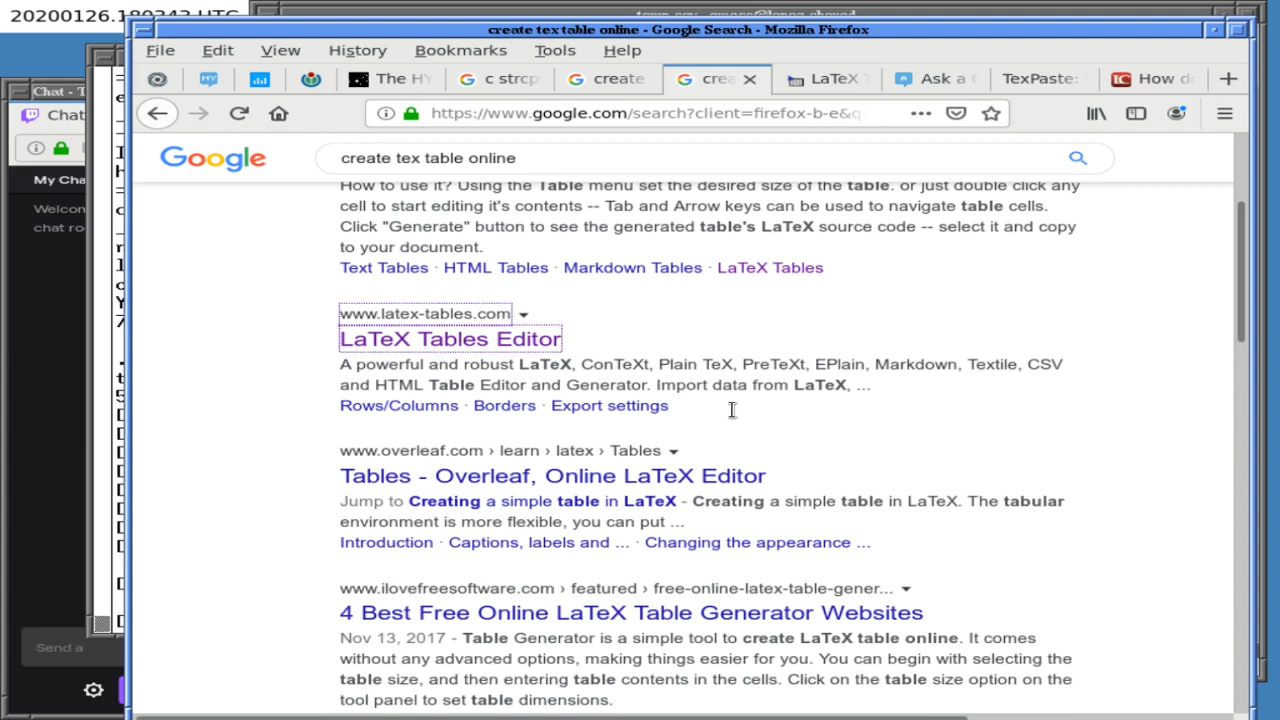 20200126.180343 UTC
create tex table online - Google Search - Mozilla Firefox
File Edit View History Bookmarks Tools Help
The HY c strcp create crea LaTeX T Ask a TexPaste: How do
https://www.google.com/search?client=firefox-b-e&q
Chat - T
Chat
My Cha
Welcom
chat ro
Send a
Google create tex table online
How to use it? Using the Table menu set the desired size of the table. or just double click any
cell to start editing it's contents -- Tab and Arrow keys can be used to navigate table cells.
Click "Generate" button to see the generated table's LaTeX source code -- select it and copy
to your document.
Text Tables · HTML Tables · Markdown Tables · LaTeX Tables
www.latex-tables.com
LaTeX Tables Editor
A powerful and robust LaTeX, ConTeXt, Plain TeX, PreTeXt, EPlain, Markdown, Textile, CSV
and HTML Table Editor and Generator. Import data from LaTeX, ...
Rows/Columns · Borders · Export settings
www.overleaf.com › learn › latex › Tables
Tables - Overleaf, Online LaTeX Editor
Jump to Creating a simple table in LaTeX - Creating a simple table in LaTeX. The tabular
environment is more flexible, you can put ...
Introduction · Captions, labels and ... · Changing the appearance ...
www.ilovefreesoftware.com › featured › free-online-latex-table-gener...
4 Best Free Online LaTeX Table Generator Websites
Nov 13, 2017 - Table Generator is a simple tool to create LaTeX table online. It comes
without any advanced options, making things easier for you. You can begin with selecting the
table size, and then entering table contents in the cells. Click on the table size option on the
tool panel to set table dimensions.